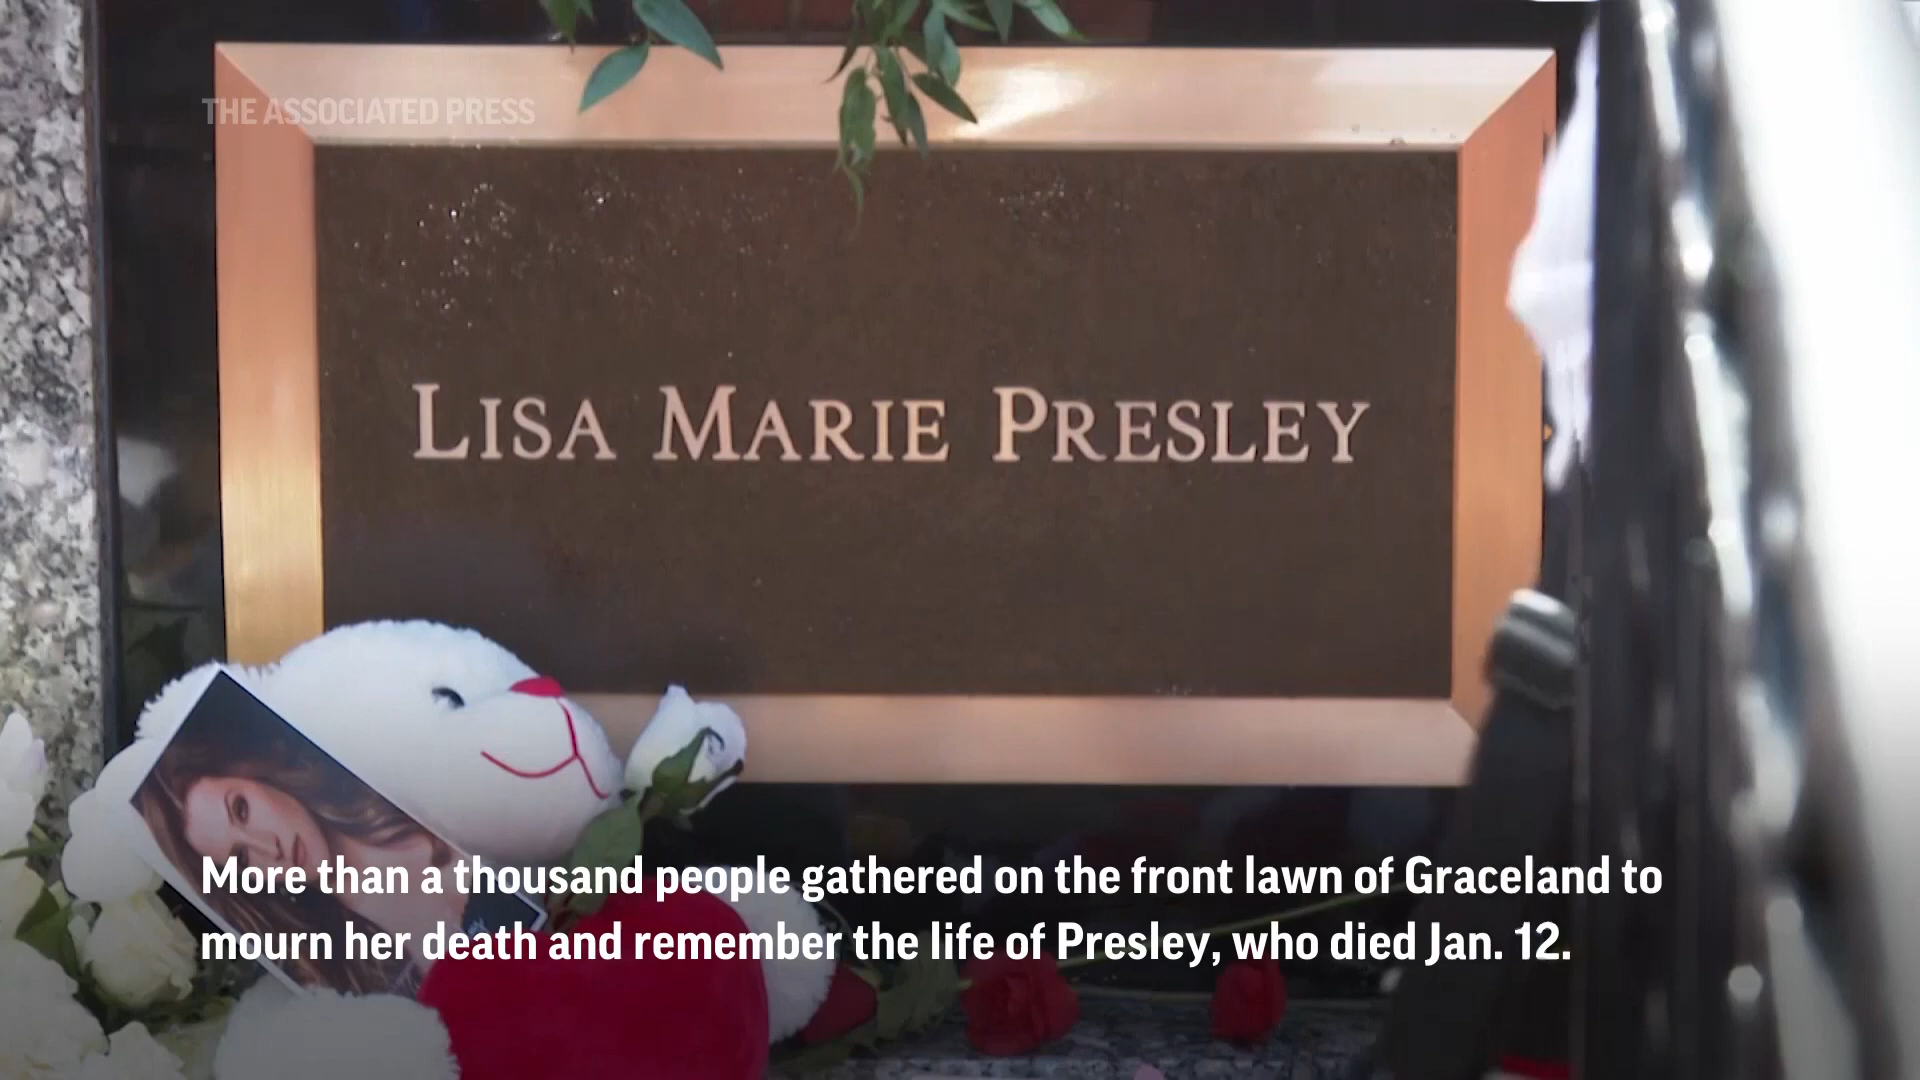 THE ASSOCIATED PRESS
LISA MARIE PRESLEY
More than a thousand people gathered on the front lawn of Graceland to
mourn her death and remember the life of Presley, who died Jan. 12.